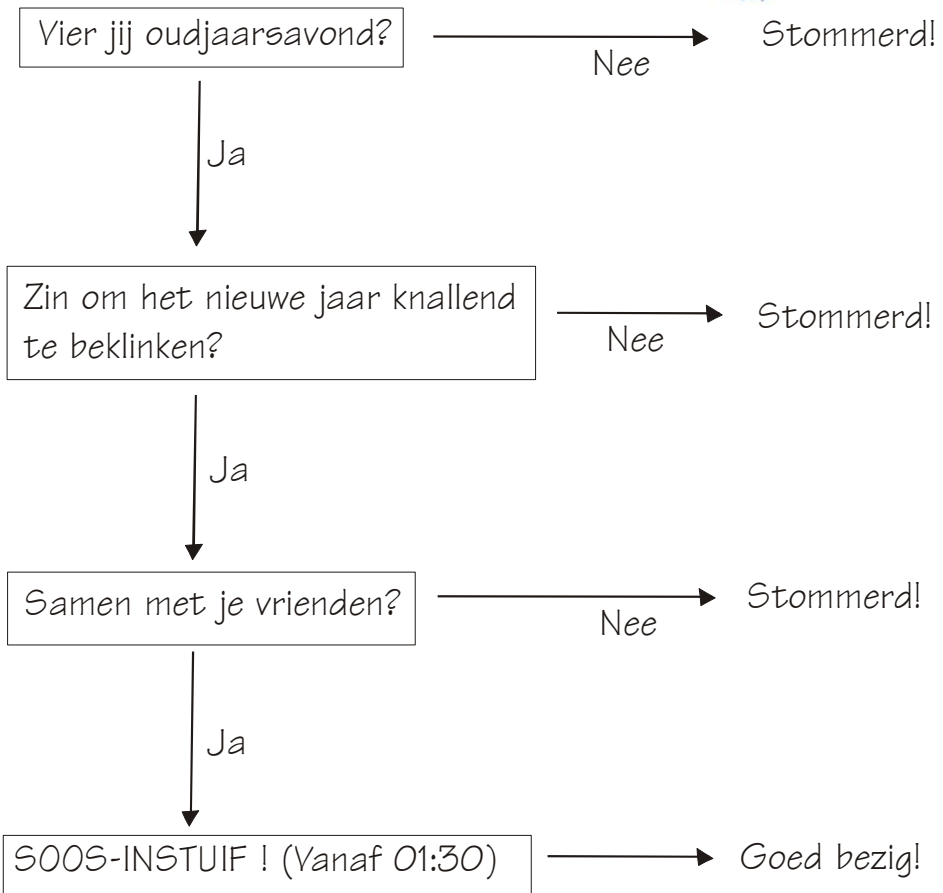 Vier jij oudjaarsavond?
Nee
Stommerd!
Ja
Zin om het nieuwe jaar knallend
te beklinken?
Nee
Stommerd!
Ja
Samen met je vrienden?
Nee
Stommerd!
Ja
SOOS-INSTUIF ! (Vanaf 01:30)
Goed bezig!